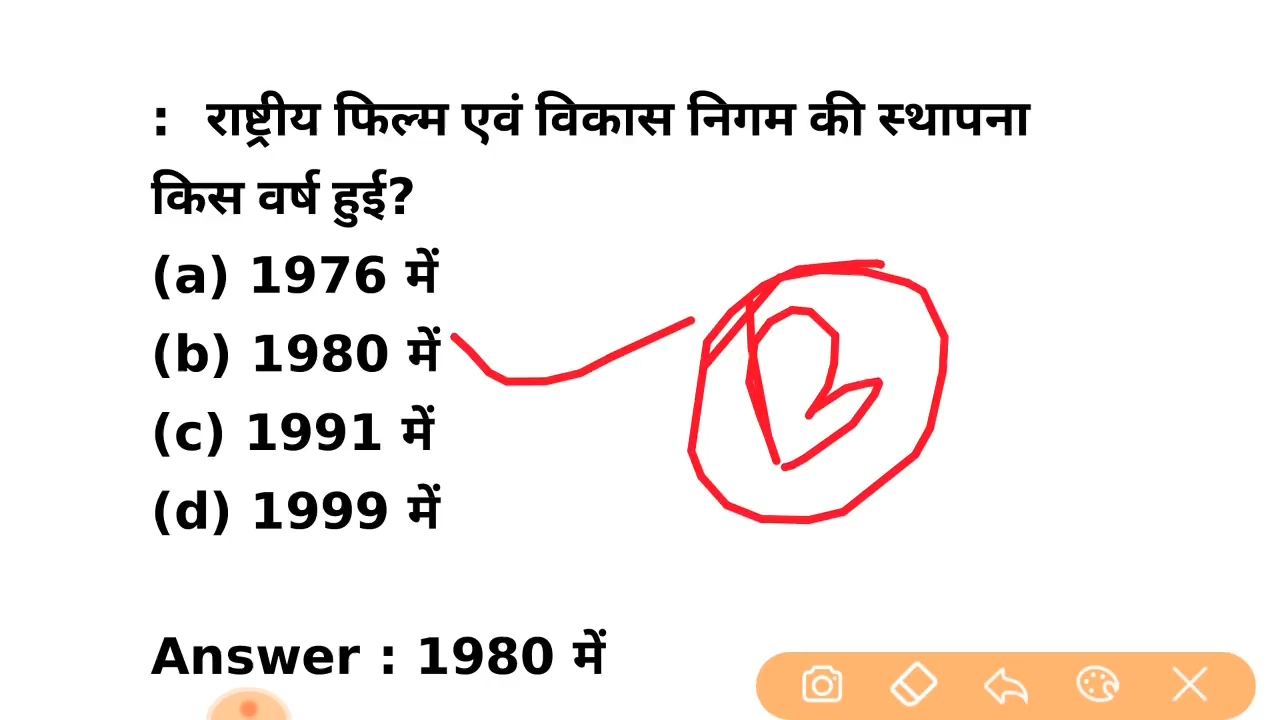 : राष्ट्रीय फिल्म एवं विकास निगम की स्थापना
किस वर्ष हुई?
(a) 1976 में
(b) 1980 में
(c) 1991 में
(d) 1999 में
B
Answer : 1980 में